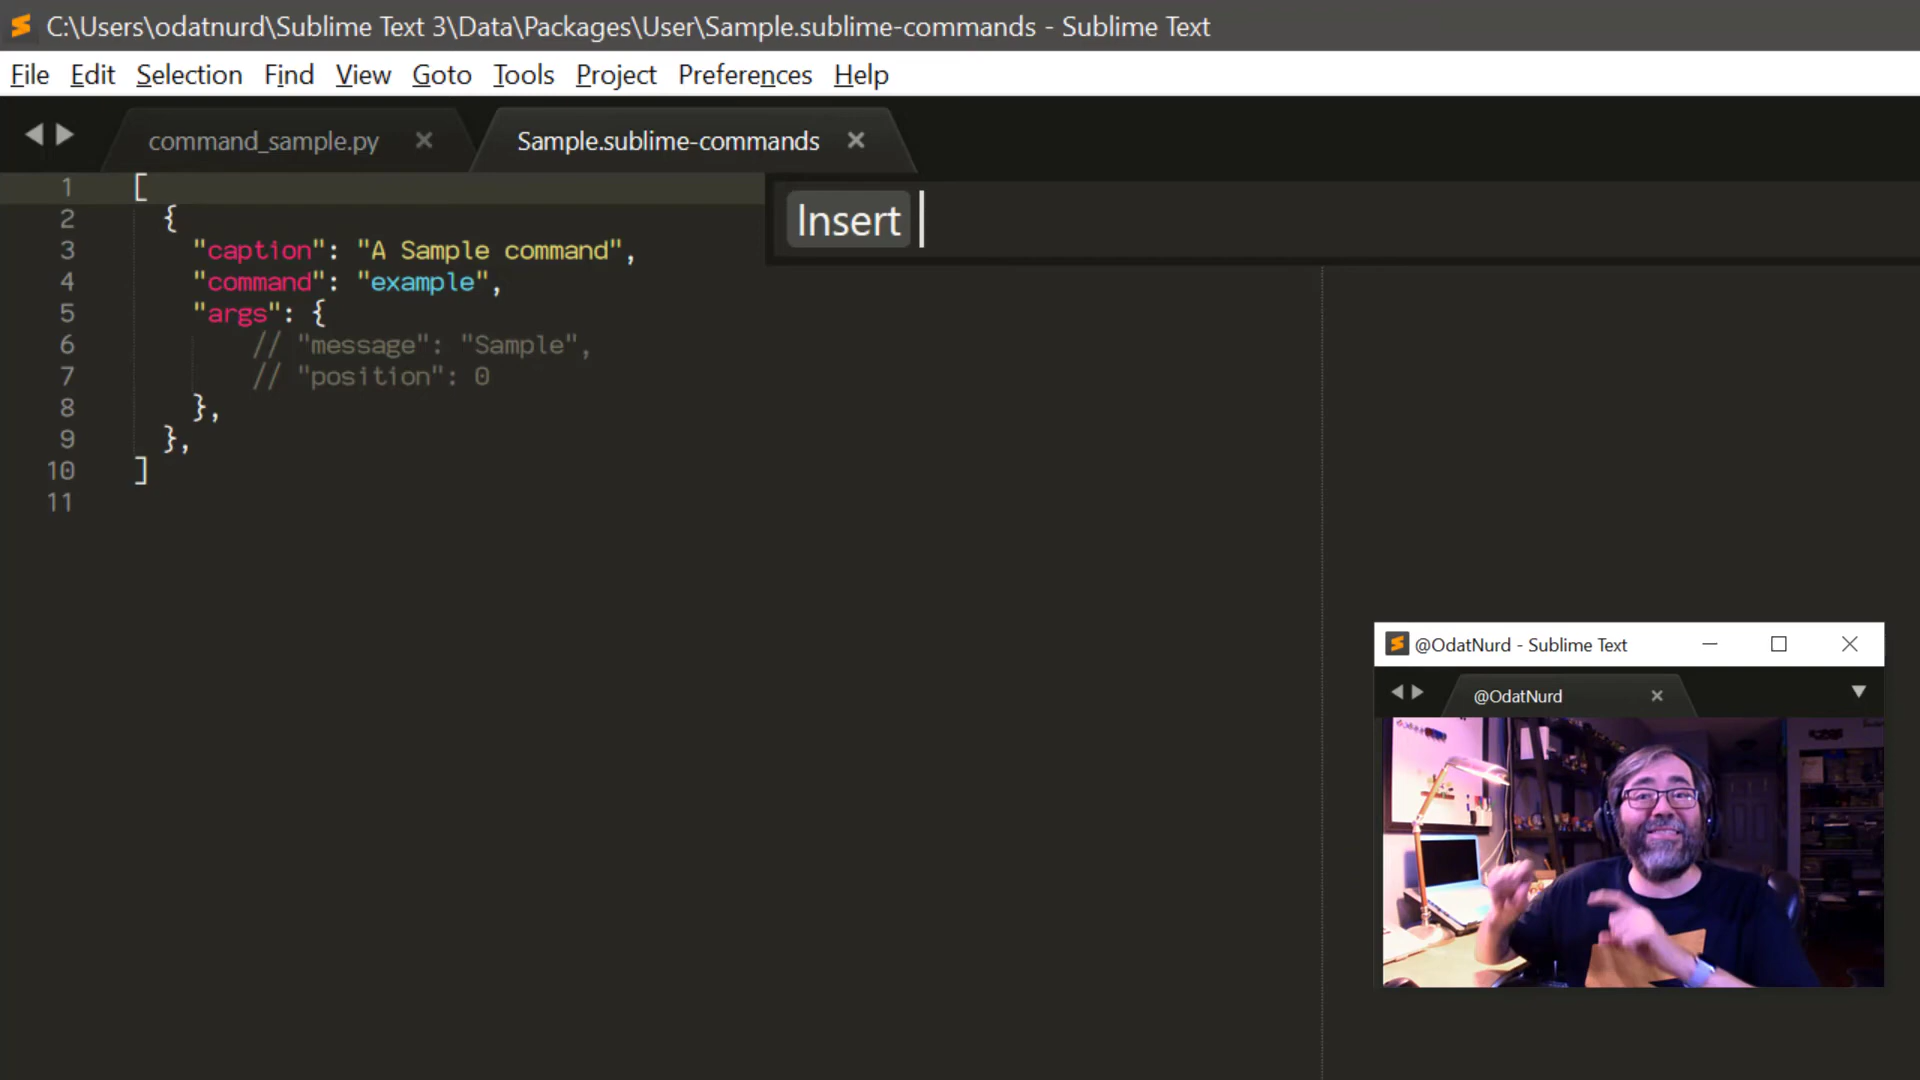 C:\Users\odatnurd\Sublime Text 3\Data\Packages\User\Sample.sublime-commands - Sublime Text
File Edit Selection Find View Goto Tools Project Preferences Help
command_sample.py Sample.sublime-commands
Insert
1 [
2 {
3 "caption": "A Sample command",
4 "command": "example",
5 "args": {
6 // "message": "Sample",
7 // "position": 0
8 },
9 },
10 ]
11
@OdatNurd - Sublime Text
@OdatNurd